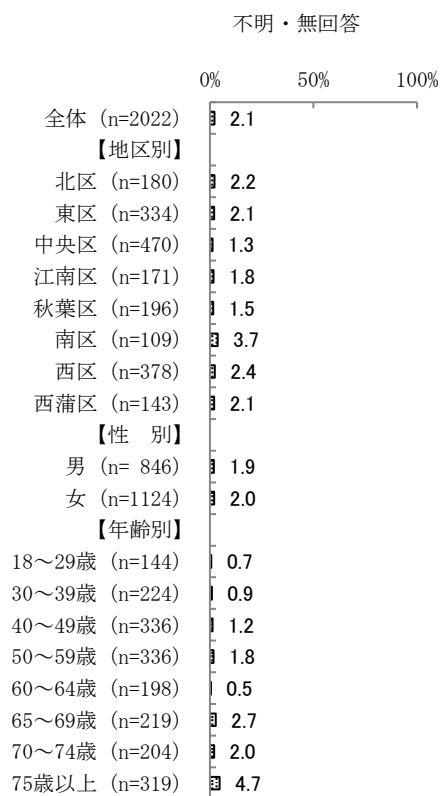 不明・無回答
0% 50% 100%
全体 (n=2022) 2.1
【地区別】
北区 (n=180) 2.2
東区 (n=334) 2.1
中央区 (n=470) 1.3
江南区 (n=171) 1.8
秋葉区 (n=196) 1.5
南区 (n=109) 3.7
西区 (n=378) 2.4
西蒲区 (n=143) 2.1
【性　別】
男 (n= 846) 1.9
女 (n=1124) 2.0
【年齢別】
18～29歳 (n=144) 0.7
30～39歳 (n=224) 0.9
40～49歳 (n=336) 1.2
50～59歳 (n=336) 1.8
60～64歳 (n=198) 0.5
65～69歳 (n=219) 2.7
70～74歳 (n=204) 2.0
75歳以上 (n=319) 4.7